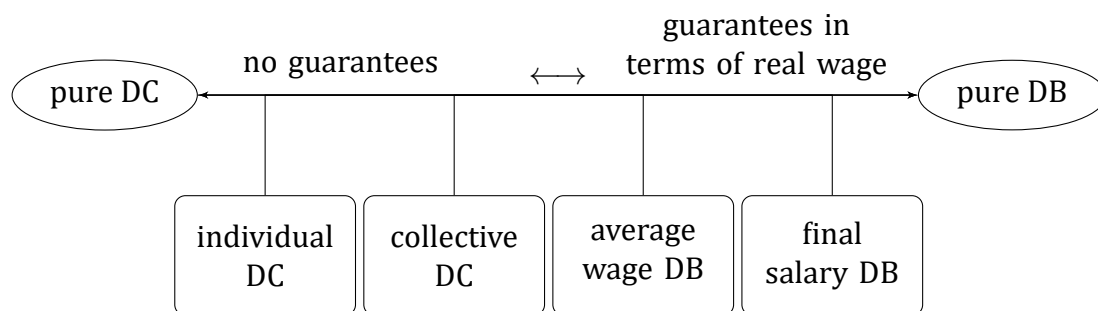 no guarantees
guarantees in
terms of real wage
⟷
pure DC
pure DB
individual
DC
collective
DC
average
wage DB
final
salary DB